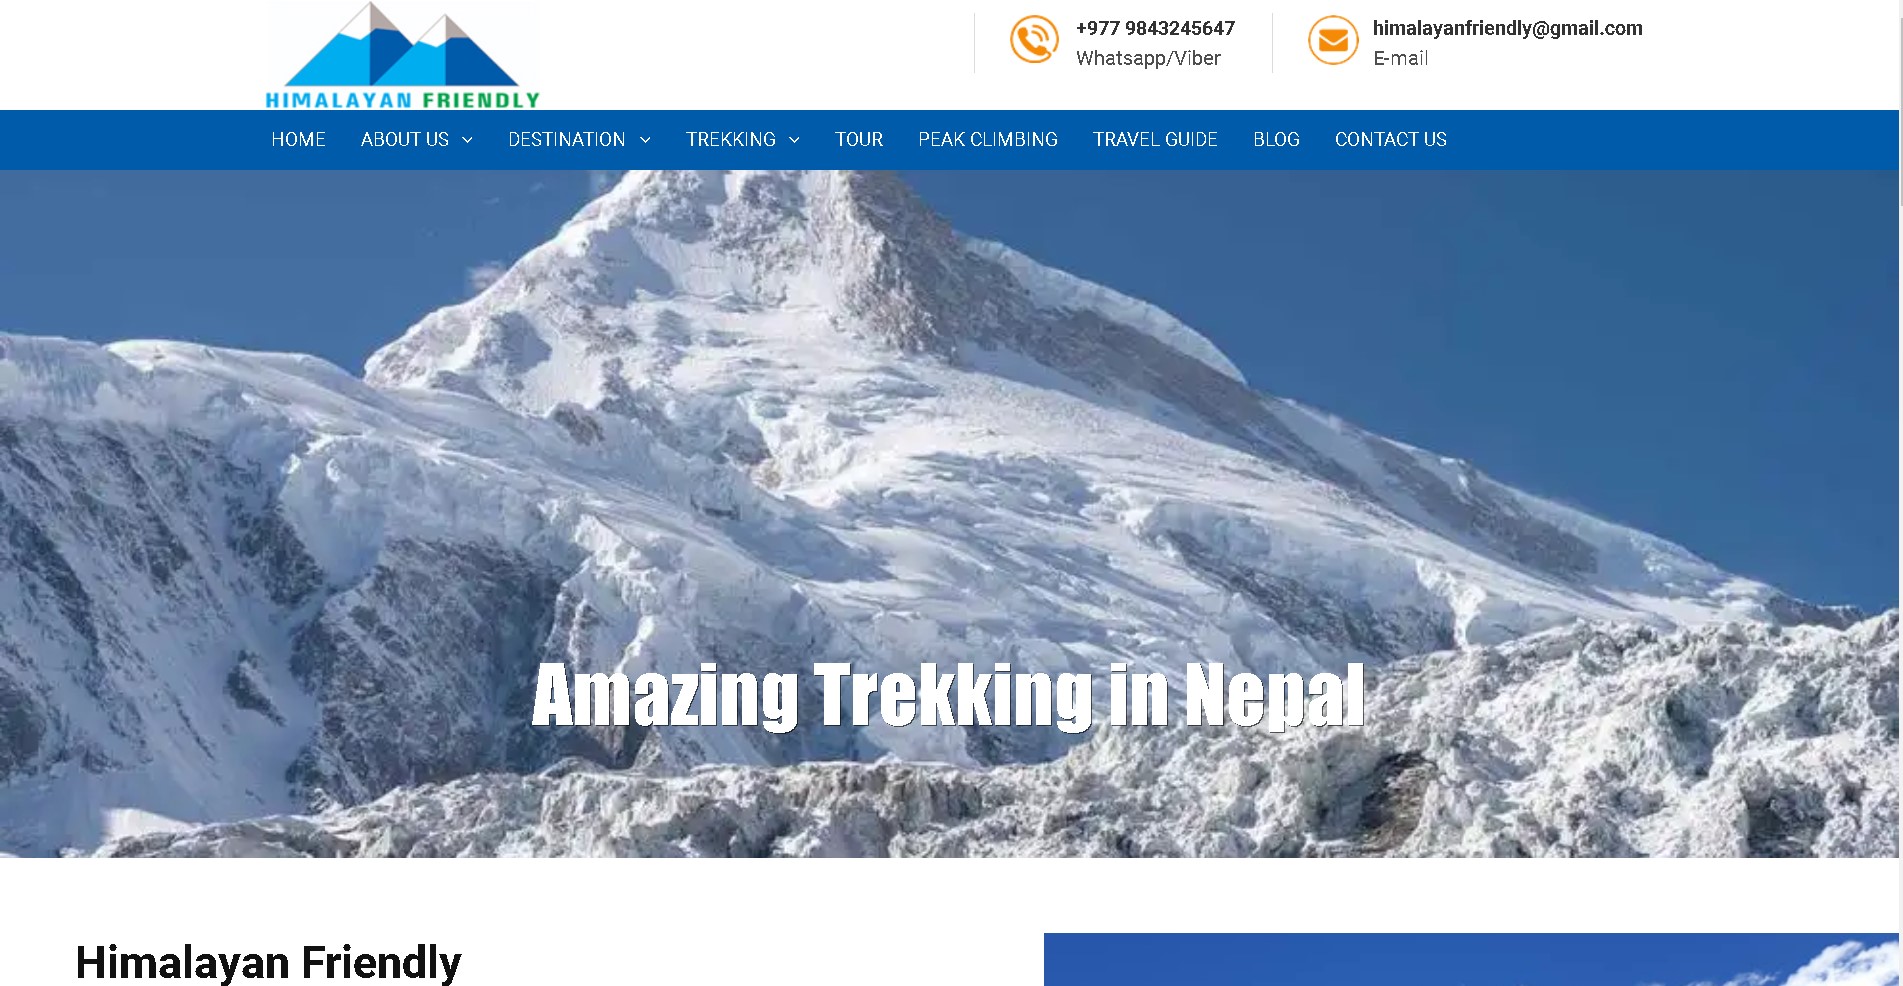 HIMALAYAN FRIENDLY
+977 9843245647
Whatsapp/Viber
himalayanfriendly@gmail.com
E-mail
HOME ABOUT US DESTINATION TREKKING TOUR PEAK CLIMBING TRAVEL GUIDE BLOG CONTACT US
Amazing Trekking in Nepal
Himalayan Friendly